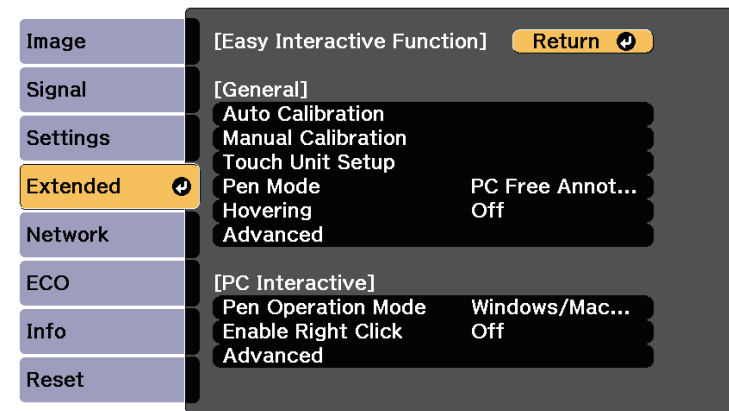 Image
Signal
Settings
Extended
Network
ECO
Info
Reset
[Easy Interactive Function] Return
[General]
Auto Calibration
Manual Calibration
Touch Unit Setup
Pen Mode PC Free Annot...
Hovering Off
Advanced
[PC Interactive]
Pen Operation Mode Windows/Mac...
Enable Right Click Off
Advanced